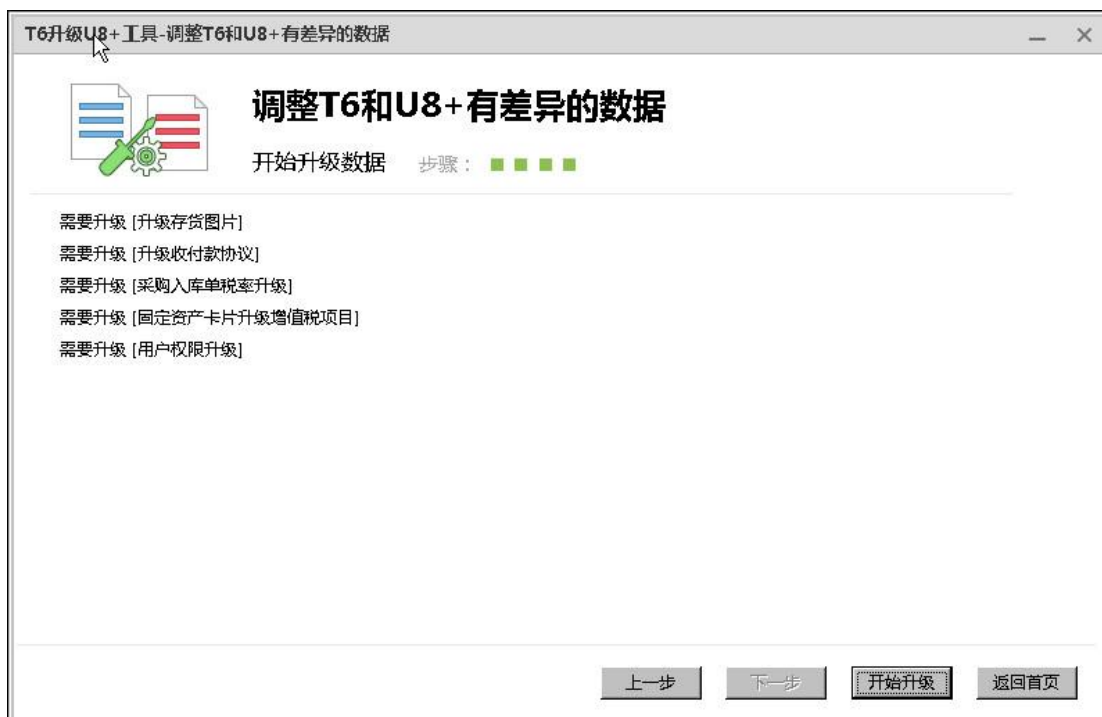 T6升级U8+工具-调整T6和U8+有差异的数据
调整T6和U8+有差异的数据
开始升级数据 步骤：
需要升级 [升级存货图片]
需要升级 [升级收付款协议]
需要升级 [采购入库单税率升级]
需要升级 [固定资产卡片升级增值税项目]
需要升级 [用户权限升级]
上一步 下一步 开始升级 返回首页